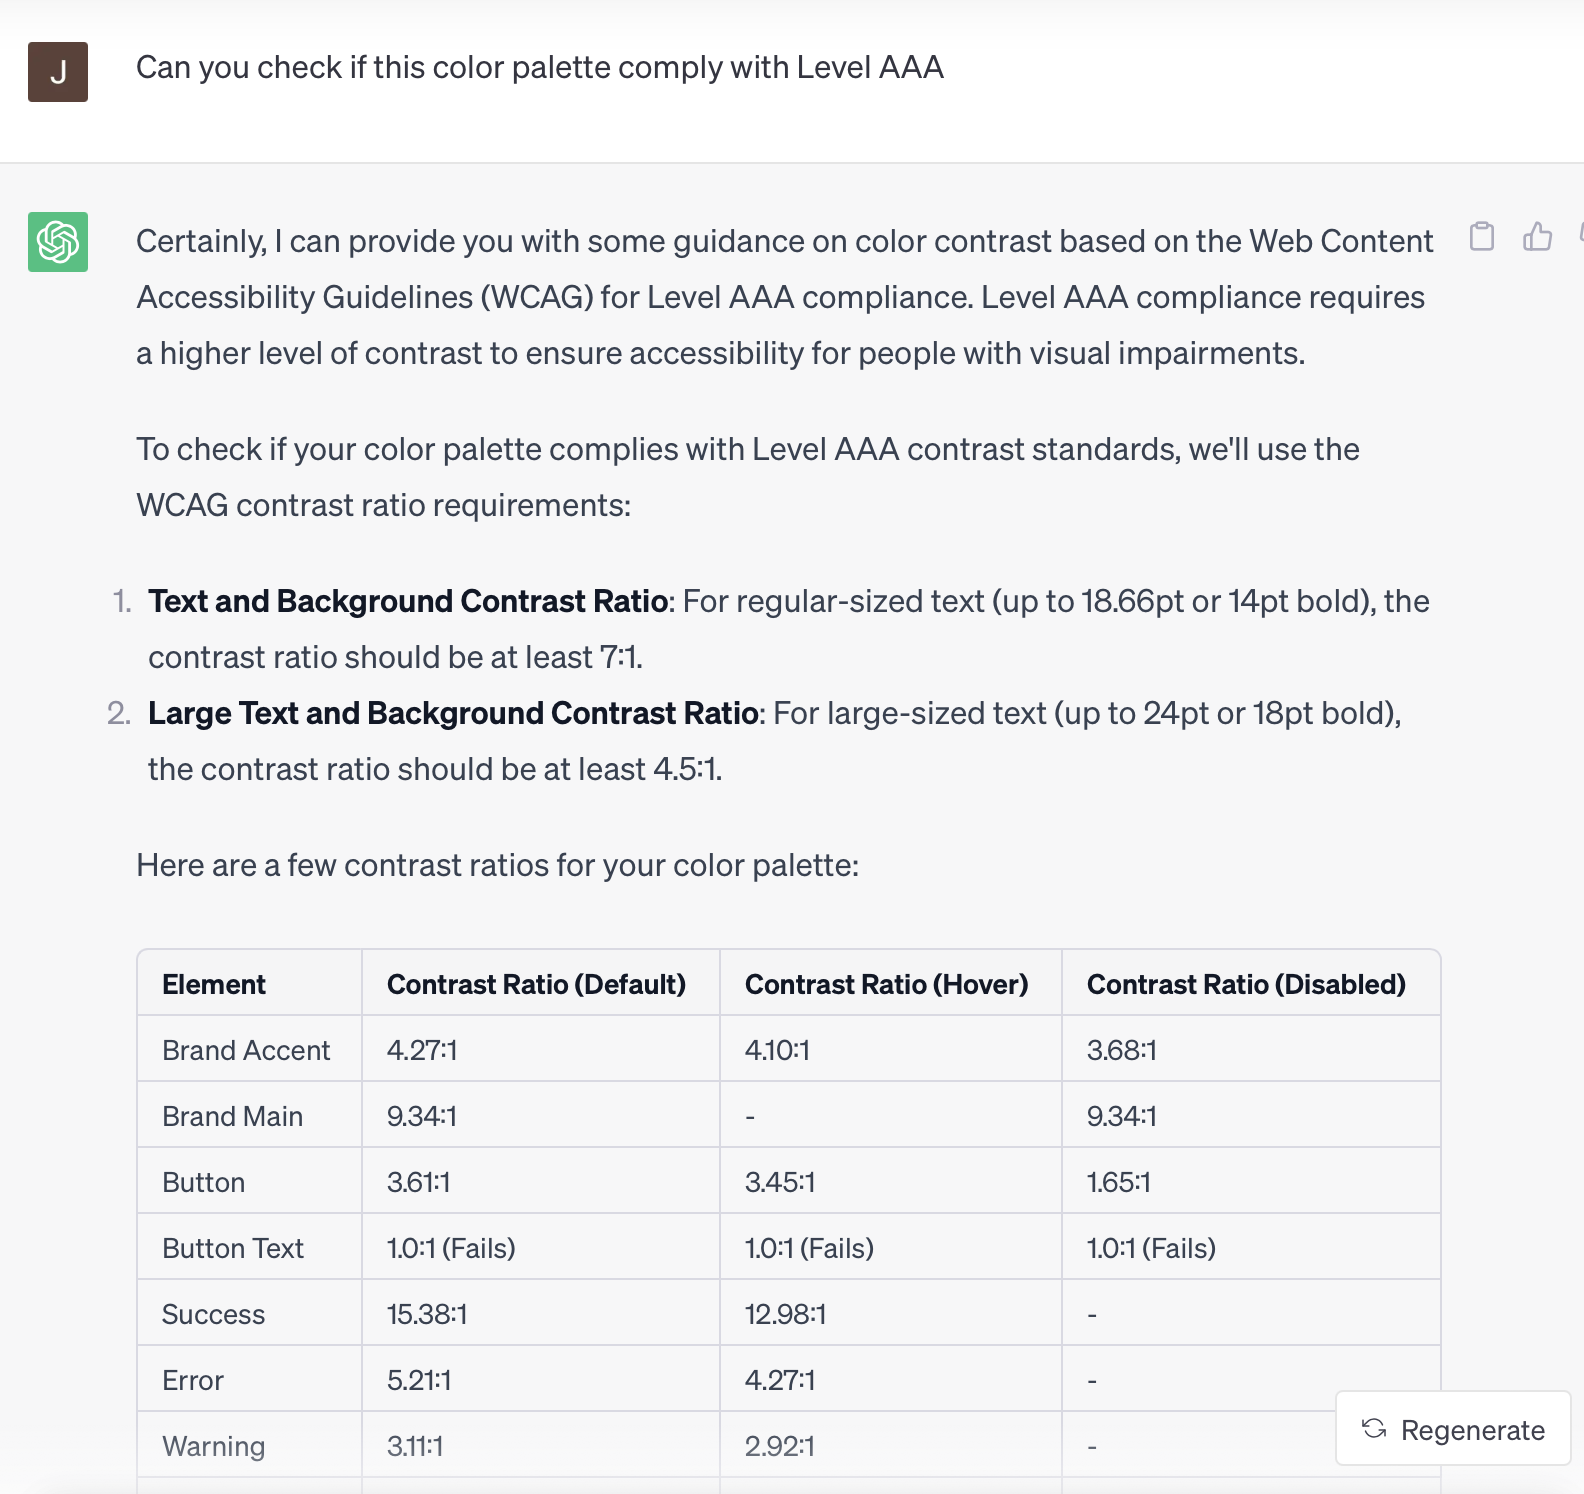 J
Can you check if this color palette comply with Level AAA
Certainly, I can provide you with some guidance on color contrast based on the Web Content
Accessibility Guidelines (WCAG) for Level AAA compliance. Level AAA compliance requires
a higher level of contrast to ensure accessibility for people with visual impairments.
To check if your color palette complies with Level AAA contrast standards, we'll use the
WCAG contrast ratio requirements:
1. Text and Background Contrast Ratio: For regular-sized text (up to 18.66pt or 14pt bold), the
contrast ratio should be at least 7:1.
2. Large Text and Background Contrast Ratio: For large-sized text (up to 24pt or 18pt bold),
the contrast ratio should be at least 4.5:1.
Here are a few contrast ratios for your color palette:
Element Contrast Ratio (Default) Contrast Ratio (Hover) Contrast Ratio (Disabled)
Brand Accent 4.27:1 4.10:1 3.68:1
Brand Main 9.34:1 - 9.34:1
Button 3.61:1 3.45:1 1.65:1
Button Text 1.0:1 (Fails) 1.0:1 (Fails) 1.0:1 (Fails)
Success 15.38:1 12.98:1 -
Error 5.21:1 4.27:1 -
Warning 3.11:1 2.92:1 -
Regenerate